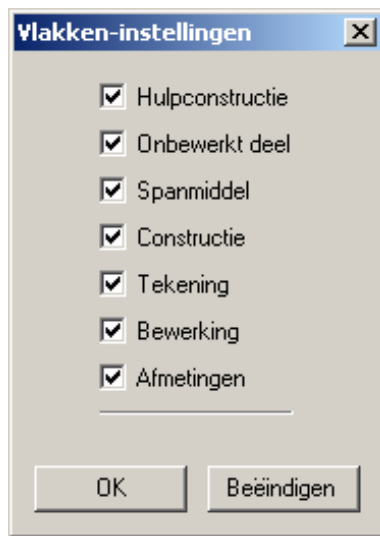 Vlakken-instellingen
Hulpconstructie
Onbewerkt deel
Spanmiddel
Constructie
Tekening
Bewerking
Afmetingen
OK
Beëindigen